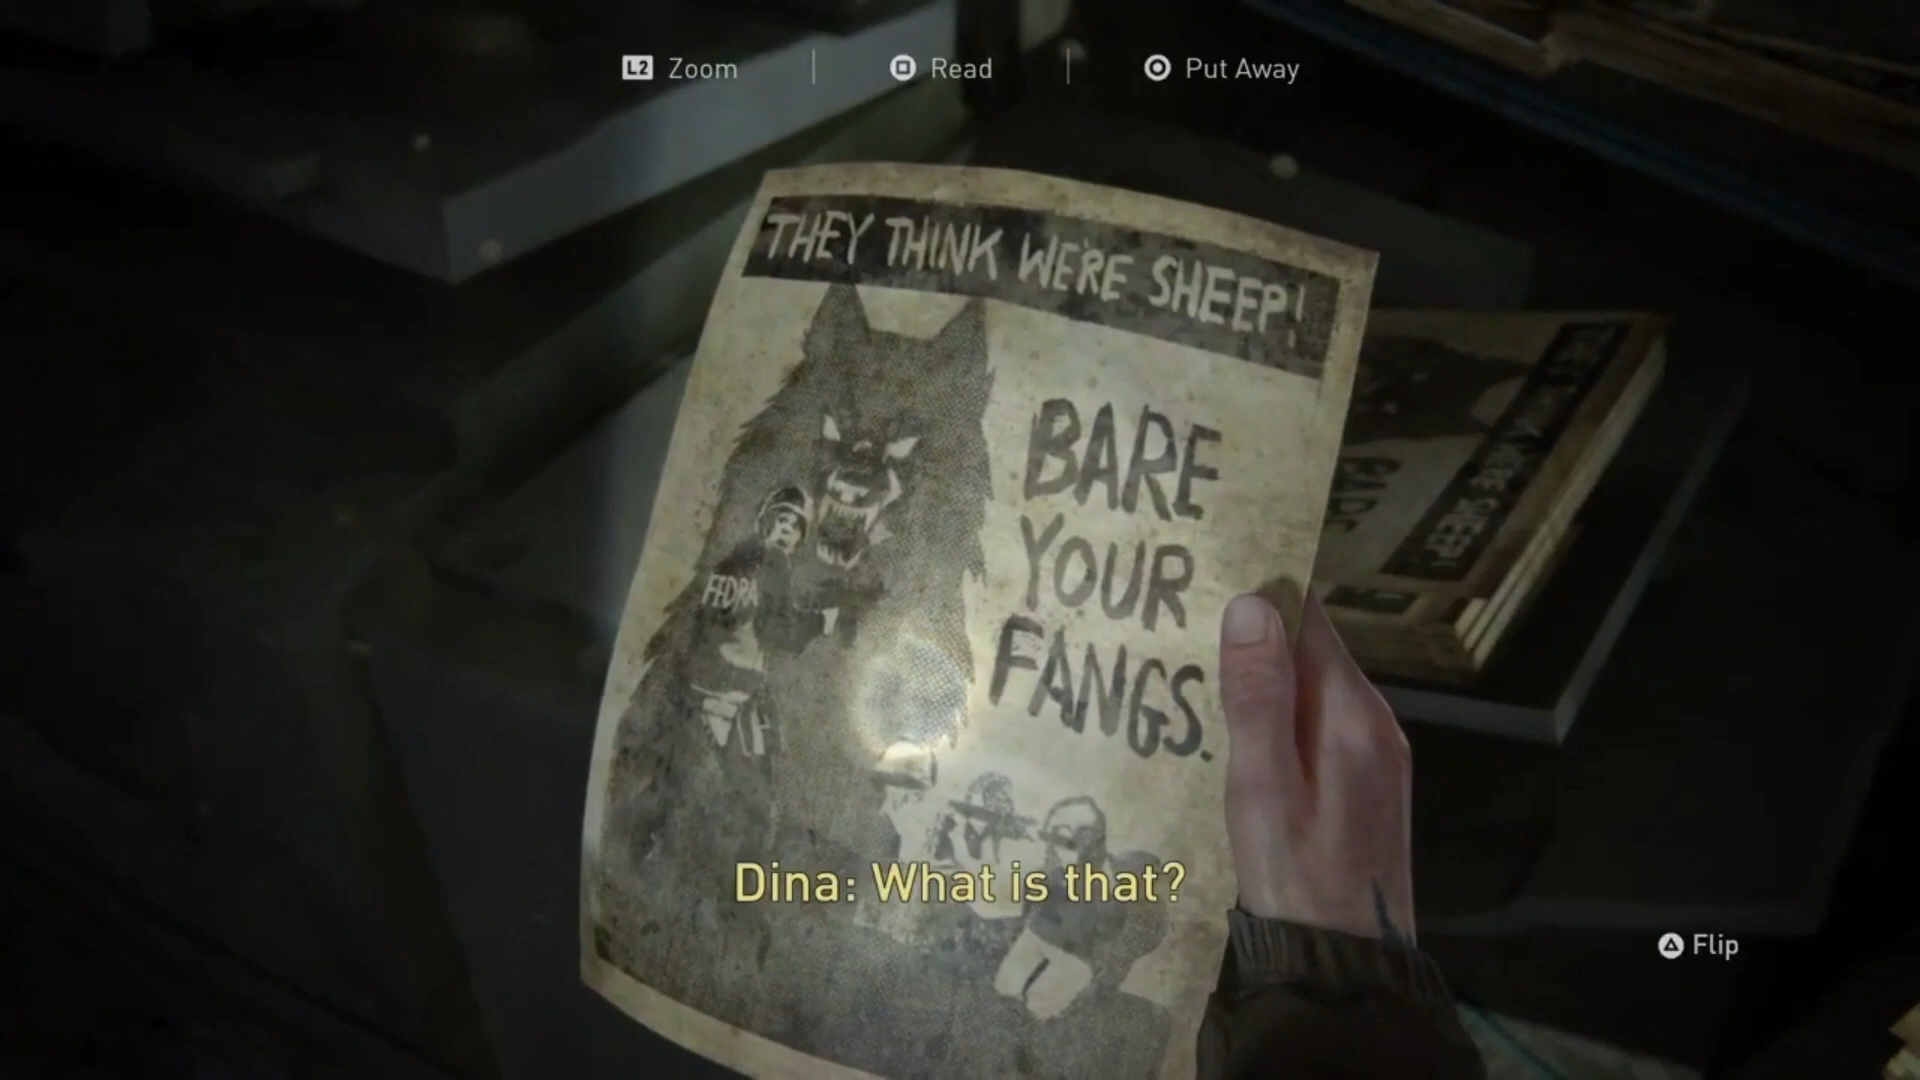 L2 Zoom
Read
Put Away
THEY THINK WE'RE SHEEP!
BARE
YOUR
FANGS.
FEDRA
Dina: What is that?
Flip